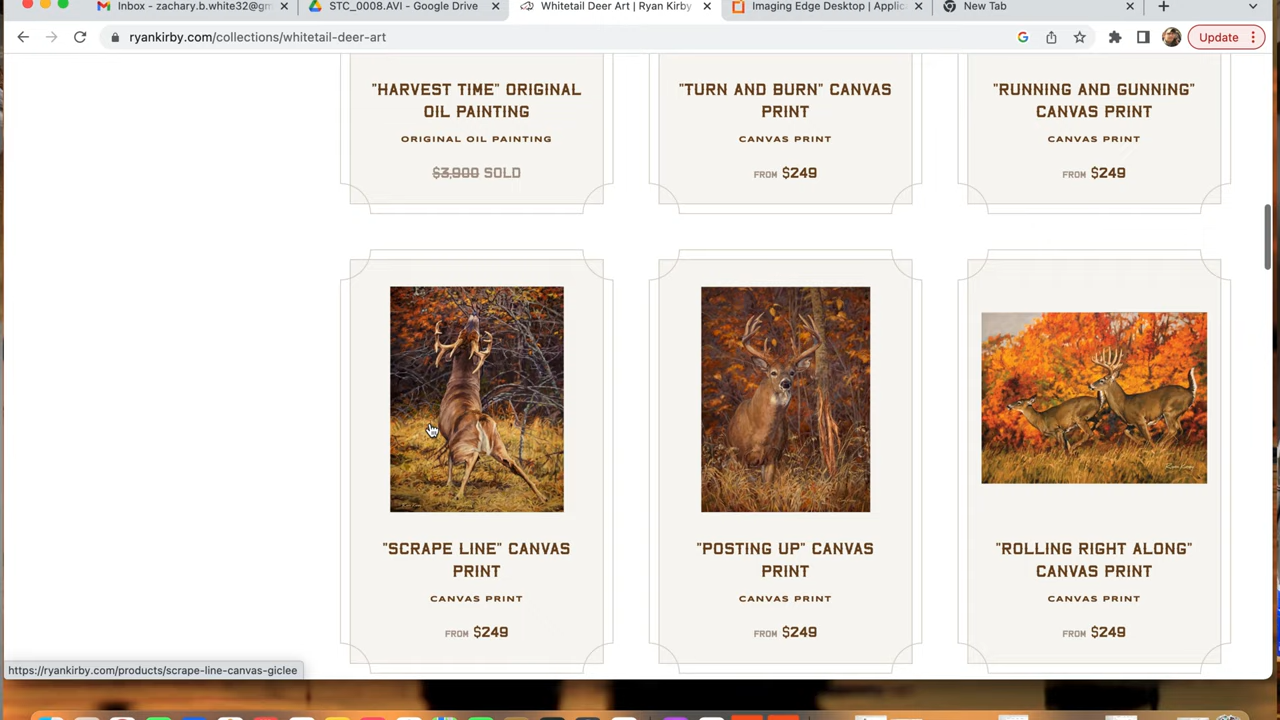 Inbox - zachary.b.white32@gm
STC_0008.AVI - Google Drive
Whitetail Deer Art | Ryan Kirby
Imaging Edge Desktop | Applic
New Tab
ryankirby.com/collections/whitetail-deer-art
Update
"HARVEST TIME" ORIGINAL
OIL PAINTING
ORIGINAL OIL PAINTING
$3,900 SOLD
"TURN AND BURN" CANVAS
PRINT
CANVAS PRINT
FROM $249
"RUNNING AND GUNNING"
CANVAS PRINT
CANVAS PRINT
FROM $249
"SCRAPE LINE" CANVAS
PRINT
CANVAS PRINT
FROM $249
"POSTING UP" CANVAS
PRINT
CANVAS PRINT
FROM $249
"ROLLING RIGHT ALONG"
CANVAS PRINT
CANVAS PRINT
FROM $249
https://ryankirby.com/products/scrape-line-canvas-giclee